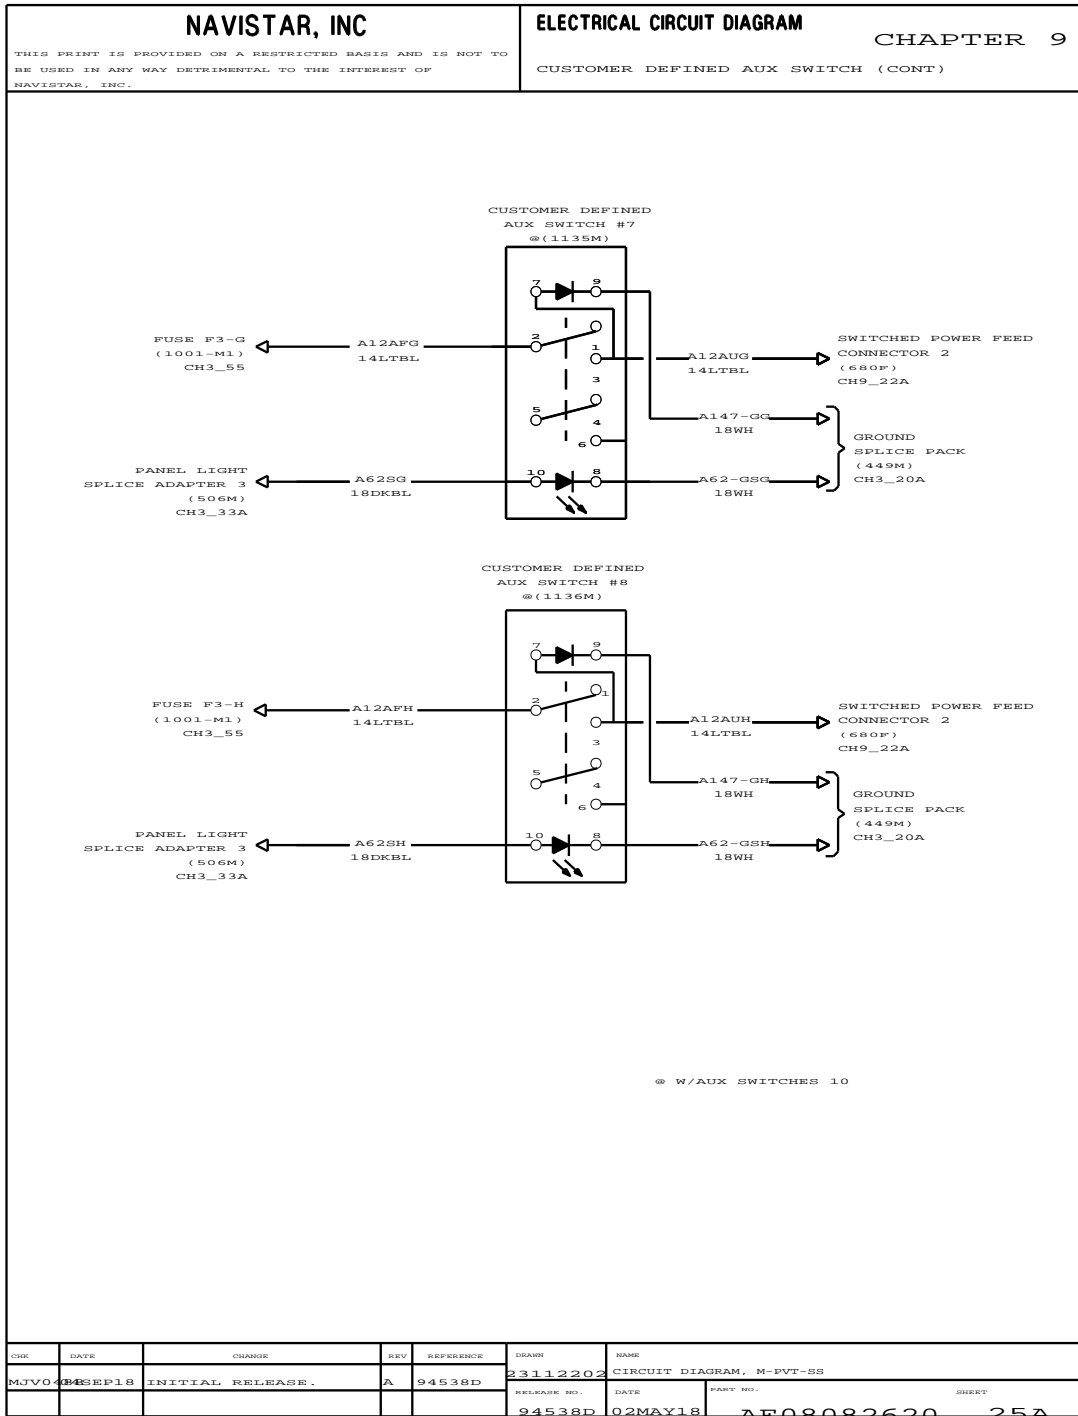 NAVISTAR, INC
THIS PRINT IS PROVIDED ON A RESTRICTED BASIS AND IS NOT TO
BE USED IN ANY WAY DETRIMENTAL TO THE INTEREST OF
NAVISTAR, INC.
ELECTRICAL CIRCUIT DIAGRAM
CHAPTER 9
CUSTOMER DEFINED AUX SWITCH (CONT)
CUSTOMER DEFINED
AUX SWITCH #7
@(1135M)
7
9
2
1
3
5
4
6
10
8
FUSE F3-G
(1001-M1)
CH3_55
A12AFG
14LTBL
A12AUG
14LTBL
SWITCHED POWER FEED
CONNECTOR 2
(680F)
CH9_22A
A147-GG
18WH
GROUND
SPLICE PACK
(449M)
CH3_20A
PANEL LIGHT
SPLICE ADAPTER 3
(506M)
CH3_33A
A62SG
18DKBL
A62-GSG
18WH
CUSTOMER DEFINED
AUX SWITCH #8
@(1136M)
7
9
2
1
3
5
4
6
10
8
FUSE F3-H
(1001-M1)
CH3_55
A12AFH
14LTBL
A12AUH
14LTBL
SWITCHED POWER FEED
CONNECTOR 2
(680F)
CH9_22A
A147-GH
18WH
GROUND
SPLICE PACK
(449M)
CH3_20A
PANEL LIGHT
SPLICE ADAPTER 3
(506M)
CH3_33A
A62SH
18DKBL
A62-GSH
18WH
@ W/AUX SWITCHES 10
CHK DATE CHANGE REV REFERENCE
INITIAL RELEASE. A 94538D
DRAWN
23112202
NAME
CIRCUIT DIAGRAM, M-PVT-SS
RELEASE NO.
94538D
DATE
02MAY18
PART NO.
AF08082620
SHEET
25A